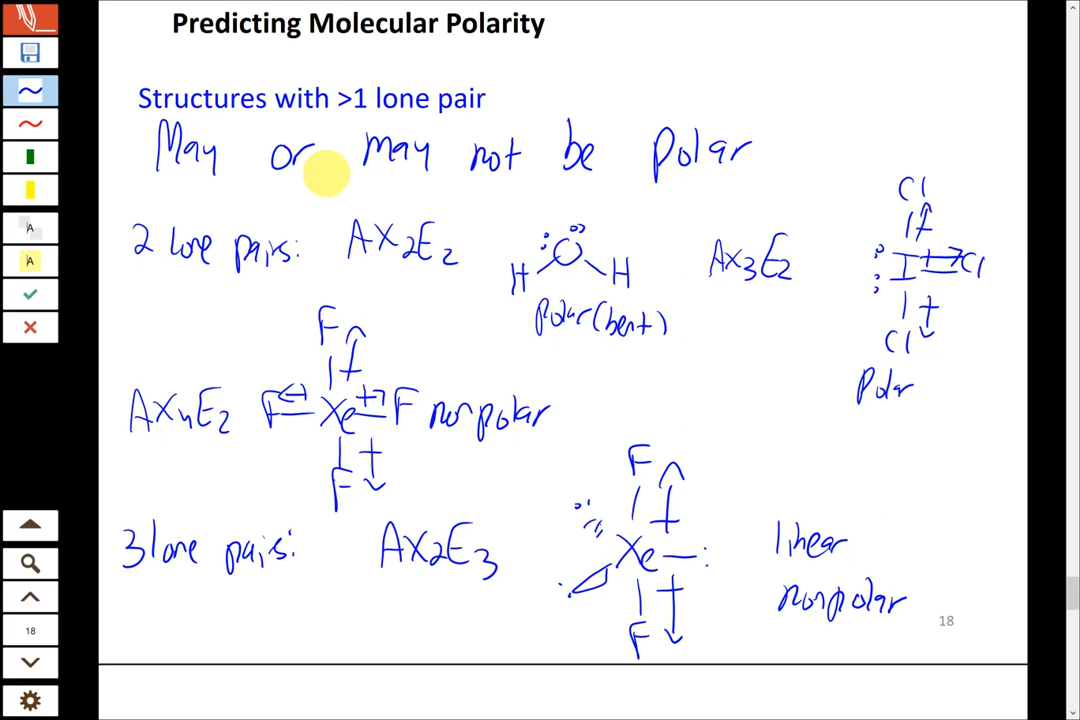 Predicting Molecular Polarity
Structures with >1 lone pair
May or may not be Polar
2 lone pairs: AX2E2 H O H AX3E2 Cl I Cl Cl
Polar (bent)
Polar
AX4E2 F F Xe F F nonpolar
3 lone pairs: AX2E3 F Xe F linear
nonpolar
18
A
A
18